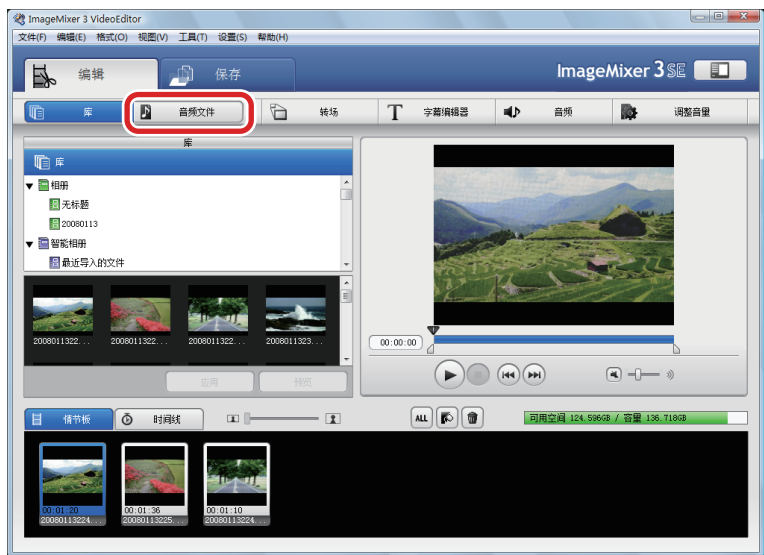 ImageMixer 3 VideoEditor
文件(F) 编辑(E) 格式(O) 视图(V) 工具(T) 设置(S) 帮助(H)
编辑 保存 ImageMixer 3 SE
库 音频文件 转场 T 字幕编辑器 音频 调整音量
库
库
相册
无标题
20080113
智能相册
最近导入的文件
2008011322... 2008011322... 2008011322... 2008011323...
00:00:00
应用 预览
情节板 时间线 ALL 可用空间 124.596GB / 容量 136.718GB
00:01:20 00:01:36 00:01:10
20080113224... 20080113225... 20080113224...